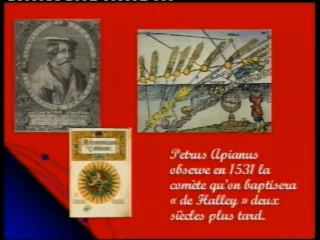 Petrus Apianus
observe en 1531 la
comète qu'on baptisera
« de Halley » deux
siècles plus tard.